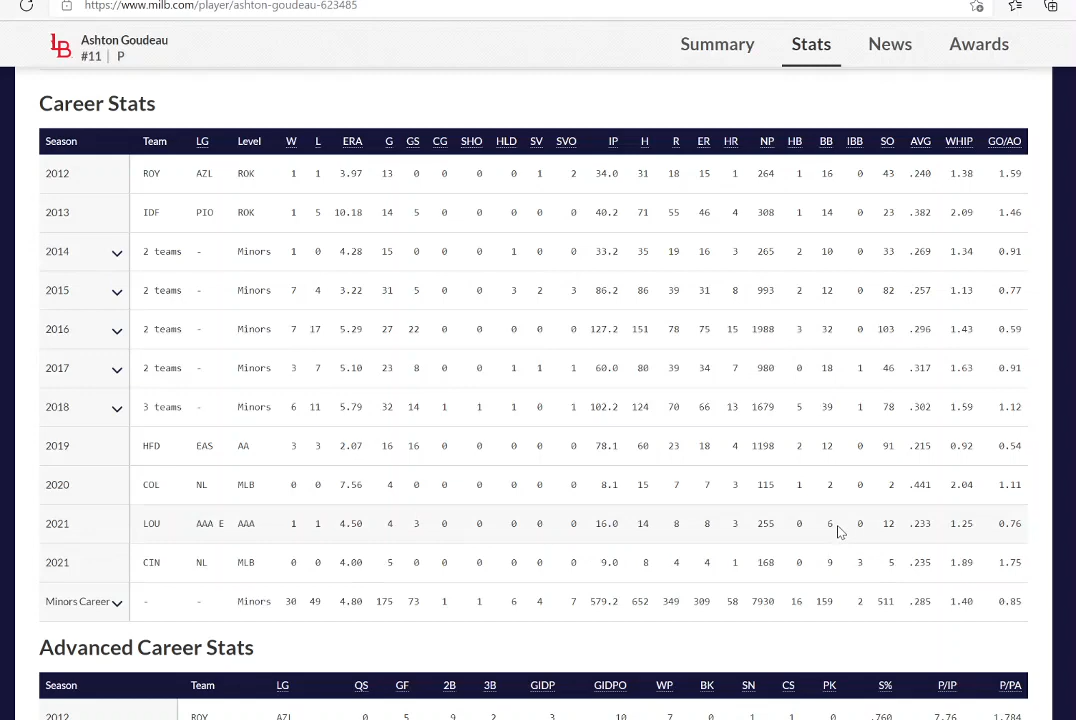 https://www.milb.com/player/ashton-goudeau-623485
LB
Ashton Goudeau
#11 | P
Summary Stats News Awards
Career Stats
Season Team LG Level W L ERA G GS CG SHO HLD SV SVO IP H R ER HR NP HB BB IBB SO AVG WHIP GO/AO
2012 ROY AZL ROK 1 1 3.97 13 0 0 0 0 1 2 34.0 31 18 15 1 264 1 16 0 43 .240 1.38 1.59
2013 IDF PIO ROK 1 5 10.18 14 5 0 0 0 0 0 40.2 71 55 46 4 308 1 14 0 23 .382 2.09 1.46
2014 2 teams - Minors 1 0 4.28 15 0 0 0 1 0 0 33.2 35 19 16 3 265 2 10 0 33 .269 1.34 0.91
2015 2 teams - Minors 7 4 3.22 31 5 0 0 3 2 3 86.2 86 39 31 8 993 2 12 0 82 .257 1.13 0.77
2016 2 teams - Minors 7 17 5.29 27 22 0 0 0 0 0 127.2 151 78 75 15 1988 3 32 0 103 .296 1.43 0.59
2017 2 teams - Minors 3 7 5.10 23 8 0 0 1 1 1 60.0 80 39 34 7 980 0 18 1 46 .317 1.63 0.91
2018 3 teams - Minors 6 11 5.79 32 14 1 1 1 0 1 102.2 124 70 66 13 1679 5 39 1 78 .302 1.59 1.12
2019 HFD EAS AA 3 3 2.07 16 16 0 0 0 0 0 78.1 60 23 18 4 1198 2 12 0 91 .215 0.92 0.54
2020 COL NL MLB 0 0 7.56 4 0 0 0 0 0 0 8.1 15 7 7 3 115 1 2 0 2 .441 2.04 1.11
2021 LOU AAA E AAA 1 1 4.50 4 3 0 0 0 0 0 16.0 14 8 8 3 255 0 6 0 12 .233 1.25 0.76
2021 CIN NL MLB 0 0 4.00 5 0 0 0 0 0 0 9.0 8 4 4 1 168 0 9 3 5 .235 1.89 1.75
Minors Career - - Minors 30 49 4.80 175 73 1 1 6 4 7 579.2 652 349 309 58 7930 16 159 2 511 .285 1.40 0.85
Advanced Career Stats
Season Team LG QS GF 2B 3B GIDP GIDPO WP BK SN CS PK S% P/IP P/PA
2012 ROY AZL 0 5 9 2 3 10 7 0 1 1 0 .760 7.76 1.784